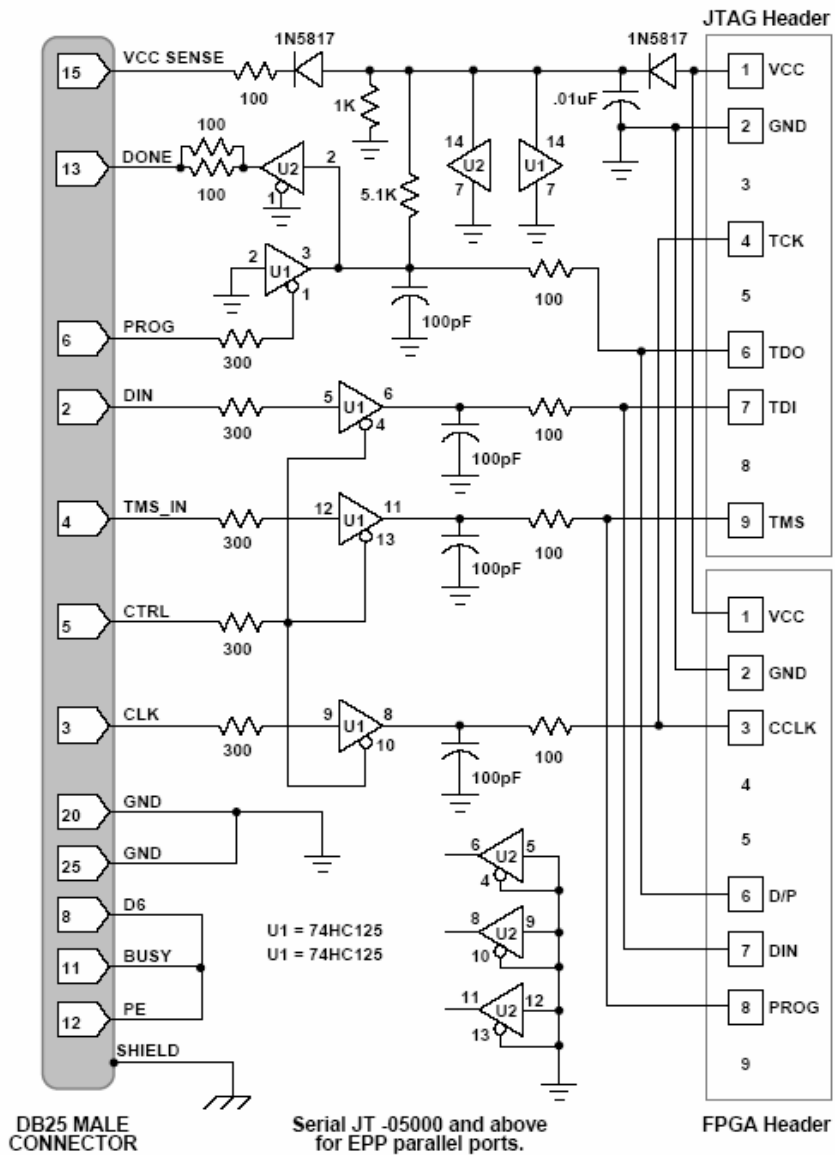 JTAG Header
1N5817
1N5817
15
VCC SENSE
1
VCC
100
1K
.01uF
2
GND
100
14
14
13
DONE
U2
2
U2
U1
100
1
7
7
3
5.1K
4
TCK
2
U1
3
1
100
5
100pF
6
PROG
6
TDO
300
2
DIN
5
U1
6
7
TDI
4
300
100
100pF
8
4
TMS_IN
12
U1
11
9
TMS
13
300
100
100pF
5
CTRL
1
VCC
300
2
GND
3
CLK
9
U1
8
3
CCLK
10
300
100
100pF
4
20
GND
5
6
U2
5
25
GND
4
6
D/P
8
D6
U1 = 74HC125
8
U2
9
7
DIN
U1 = 74HC125
10
11
BUSY
11
U2
12
8
PROG
12
PE
13
SHIELD
9
DB25 MALE
CONNECTOR
Serial JT -05000 and above
for EPP parallel ports.
FPGA Header